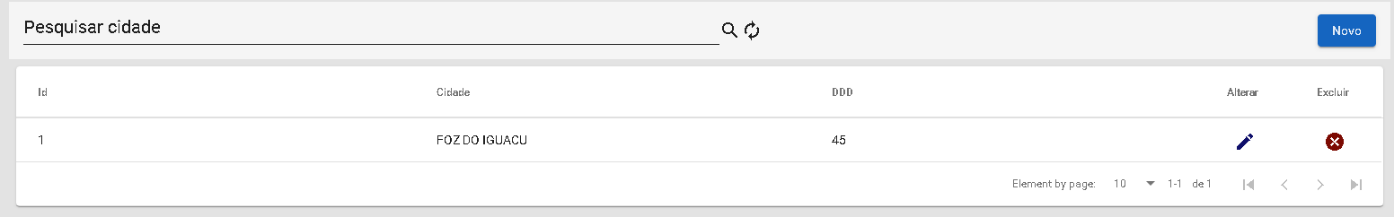 Pesquisar cidade
Novo
Id Cidade DDD Alterar Excluir
1 FOZ DO IGUACU 45
Element by page: 10 1-1 de 1